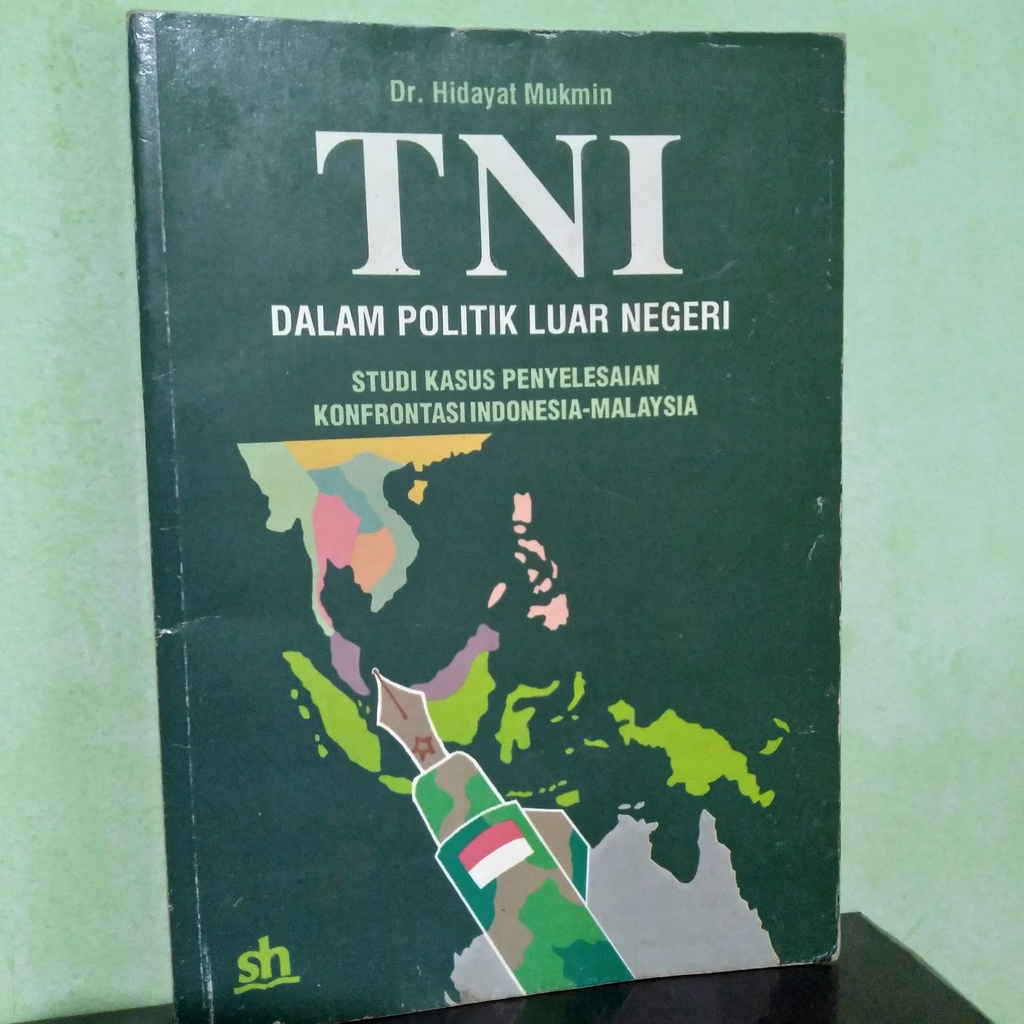 Dr. Hidayat Mukmin
TNI
DALAM POLITIK LUAR NEGERI
STUDI KASUS PENYELESAIAN
KONFRONTASI INDONESIA-MALAYSIA
sh